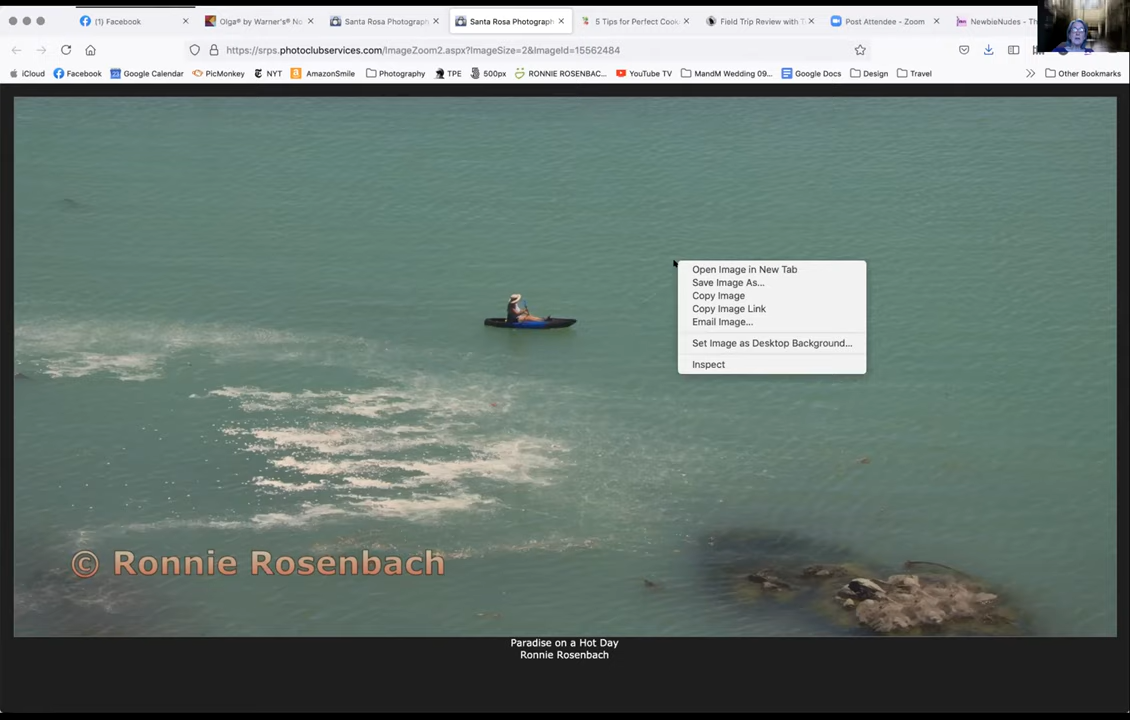 (1) Facebook
Olga® by Warner's® No
Santa Rosa Photograph
Santa Rosa Photograph
5 Tips for Perfect Cook
Field Trip Review with T
Post Attendee - Zoom
NewbieNudes - Th
https://srps.photoclubservices.com/ImageZoom2.aspx?ImageSize=2&ImageId=15562484
iCloud
Facebook
Google Calendar
PicMonkey
NYT
AmazonSmile
Photography
TPE
500px
RONNIE ROSENBAC...
YouTube TV
MandM Wedding 09...
Google Docs
Design
Travel
Other Bookmarks
Open Image in New Tab
Save Image As...
Copy Image
Copy Image Link
Email Image...
Set Image as Desktop Background...
Inspect
© Ronnie Rosenbach
Paradise on a Hot Day
Ronnie Rosenbach